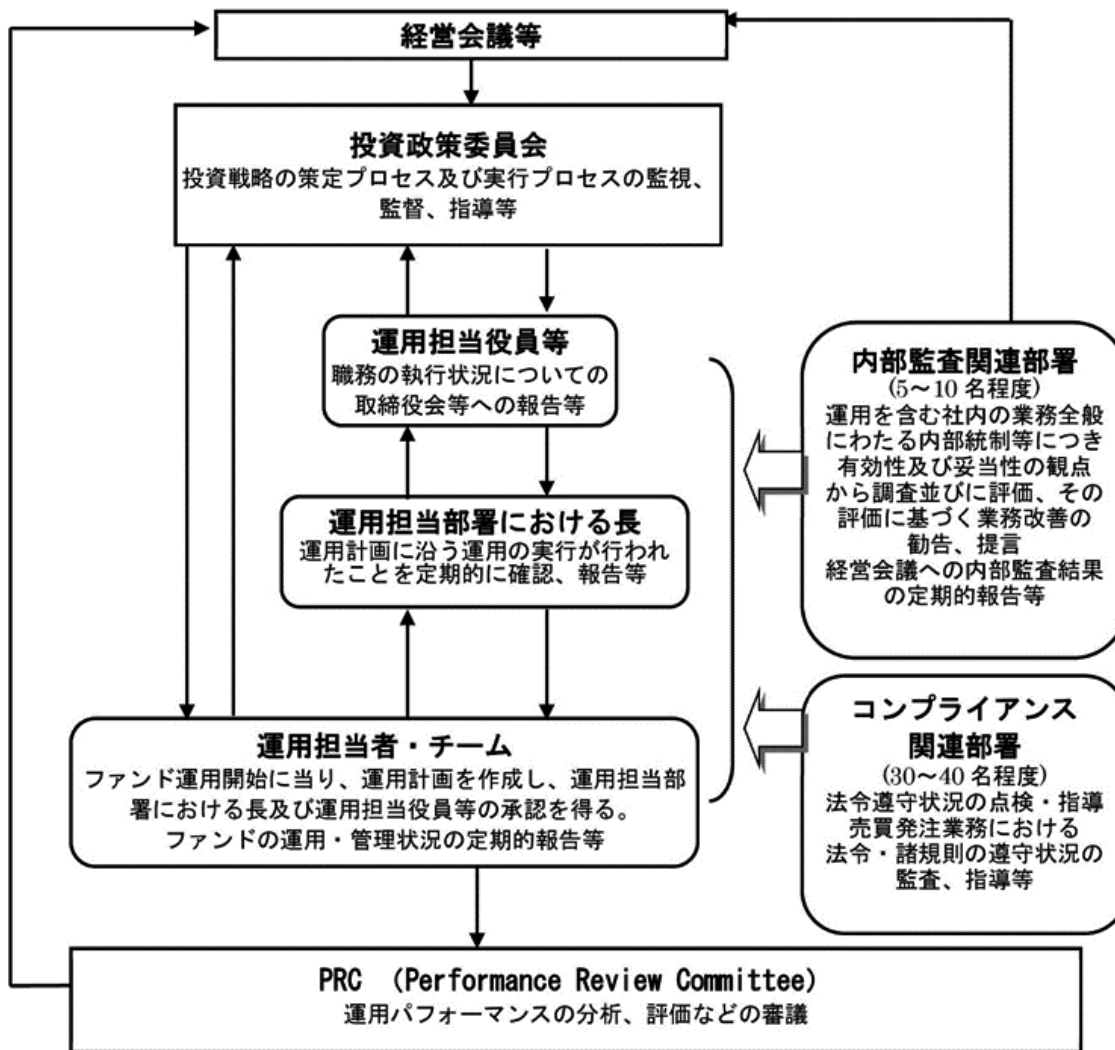 経営会議等
投資政策委員会
投資戦略の策定プロセス及び実行プロセスの監視、
監督、指導等
運用担当役員等
職務の執行状況についての
取締役会等への報告等
運用担当部署における長
運用計画に沿う運用の実行が行われ
たことを定期的に確認、報告等
運用担当者・チーム
ファンド運用開始に当り、運用計画を作成し、運用担当部
署における長及び運用担当役員等の承認を得る。
ファンドの運用・管理状況の定期的報告等
内部監査関連部署
(5～10 名程度)
運用を含む社内の業務全般
にわたる内部統制等につき
有効性及び妥当性の観点
から調査並びに評価、その
評価に基づく業務改善の
勧告、提言
経営会議への内部監査結果
の定期的報告等
コンプライアンス
関連部署
(30～40 名程度)
法令遵守状況の点検・指導
売買発注業務における
法令・諸規則の遵守状況の
監査、指導等
PRC （Performance Review Committee）
運用パフォーマンスの分析、評価などの審議